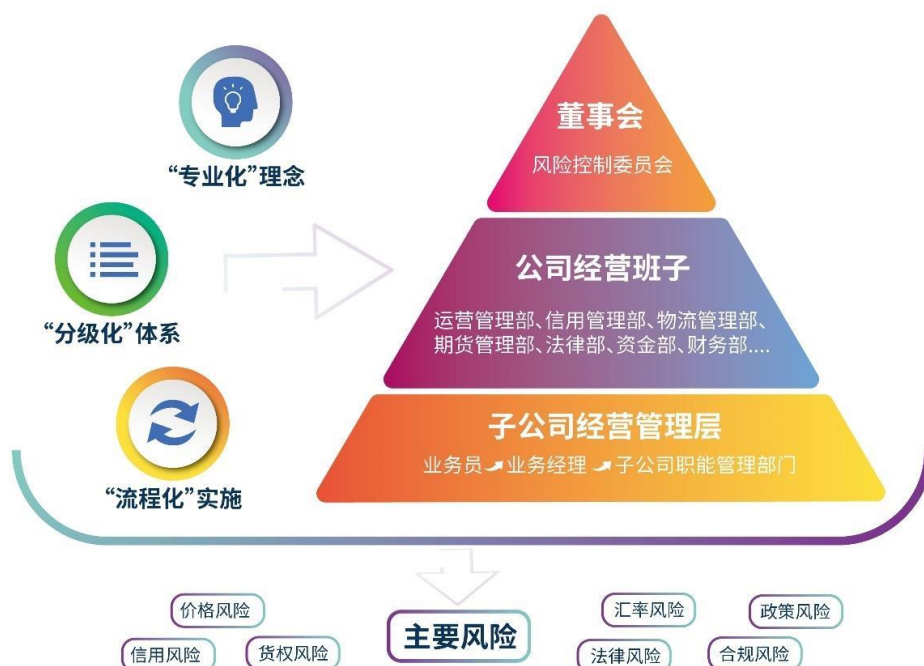 “专业化”理念
“分级化”体系
“流程化”实施
董事会
风险控制委员会
公司经营班子
运营管理部、信用管理部、物流管理部、
期货管理部、法律部、资金部、财务部....
子公司经营管理层
业务员➚业务经理➚子公司职能管理部门
价格风险
信用风险
货权风险
主要风险
汇率风险
政策风险
法律风险
合规风险